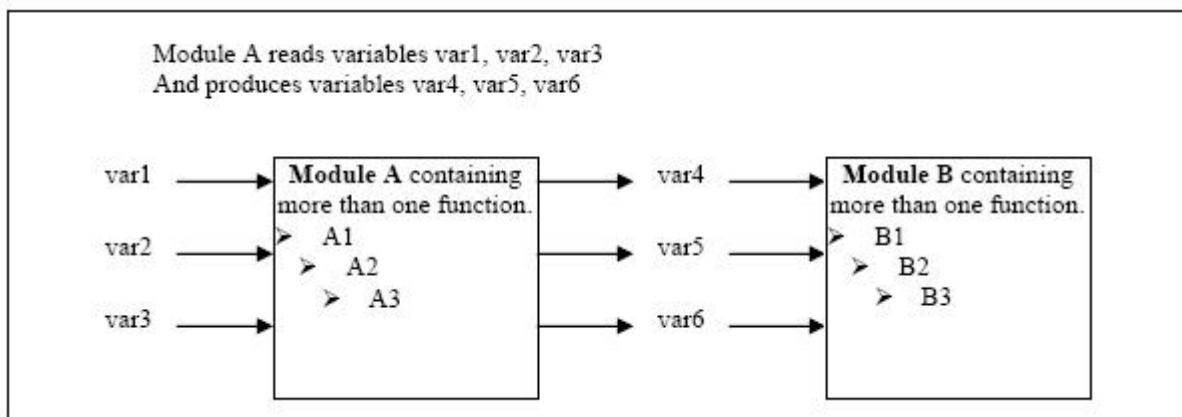 Module A reads variables var1, var2, var3
And produces variables var4, var5, var6
var1
Module A containing
more than one function.
var4
Module B containing
more than one function.
var2
➢ A1
➢ A2
➢ A3
var5
➢ B1
➢ B2
➢ B3
var3
var6